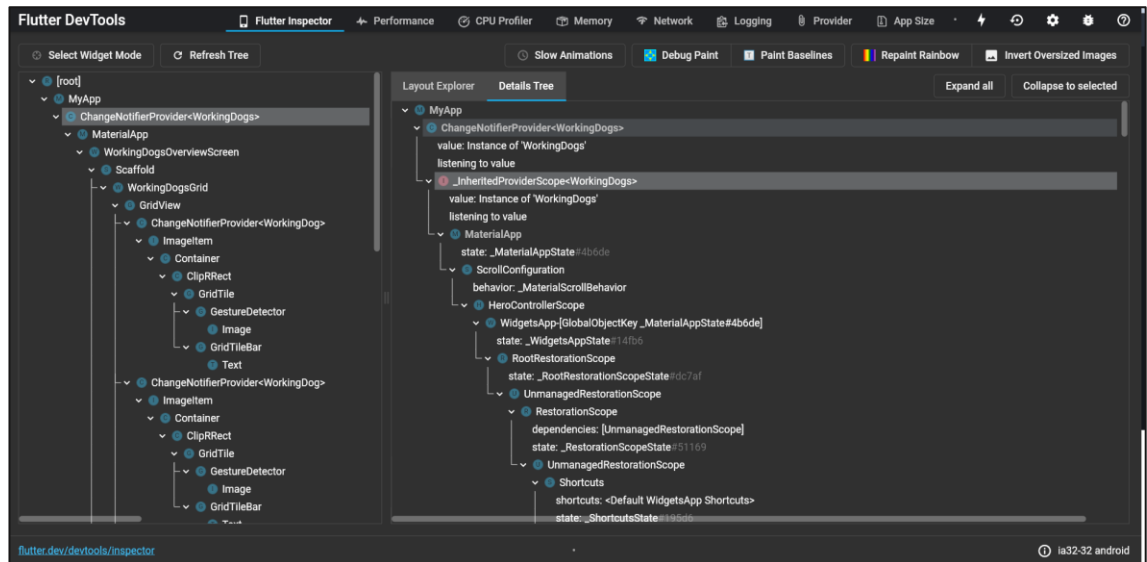 Flutter DevTools
Flutter Inspector
Performance
CPU Profiler
Memory
Network
Logging
Provider
App Size
Select Widget Mode
Refresh Tree
Slow Animations
Debug Paint
Paint Baselines
Repaint Rainbow
Invert Oversized Images
[root]
MyApp
ChangeNotifierProvider<WorkingDogs>
MaterialApp
WorkingDogsOverviewScreen
Scaffold
WorkingDogsGrid
GridView
ChangeNotifierProvider<WorkingDog>
ImageItem
Container
ClipRRect
GridTile
GestureDetector
Image
GridTileBar
Text
ChangeNotifierProvider<WorkingDog>
ImageItem
Container
ClipRRect
GridTile
GestureDetector
Image
GridTileBar
Text
Layout Explorer
Details Tree
Expand all
Collapse to selected
MyApp
ChangeNotifierProvider<WorkingDogs>
value: Instance of 'WorkingDogs'
listening to value
_InheritedProviderScope<WorkingDogs>
value: Instance of 'WorkingDogs'
listening to value
MaterialApp
state: _MaterialAppState#4b6de
ScrollConfiguration
behavior: _MaterialScrollBehavior
HeroControllerScope
WidgetsApp-[GlobalObjectKey _MaterialAppState#4b6de]
state: _WidgetsAppState#14fb6
RootRestorationScope
state: _RootRestorationScopeState#dc7af
UnmanagedRestorationScope
RestorationScope
dependencies: [UnmanagedRestorationScope]
state: _RestorationScopeState#51169
UnmanagedRestorationScope
Shortcuts
shortcuts: <Default WidgetsApp Shortcuts>
state: _ShortcutsState#195d6
flutter.dev/devtools/inspector
ia32-32 android